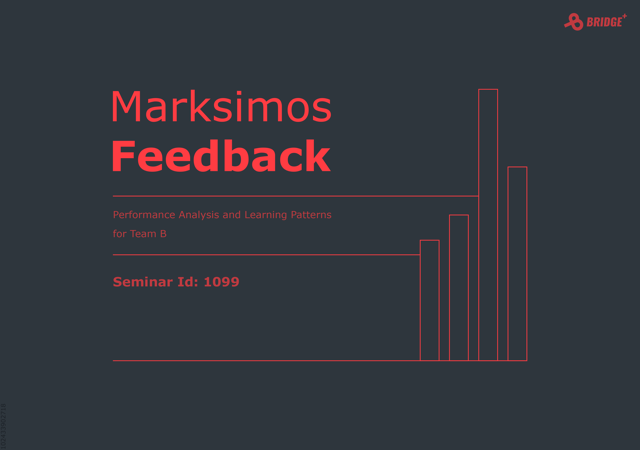 BRIDGE+
Marksimos
Feedback
Performance Analysis and Learning Patterns
for Team B
Seminar Id: 1099